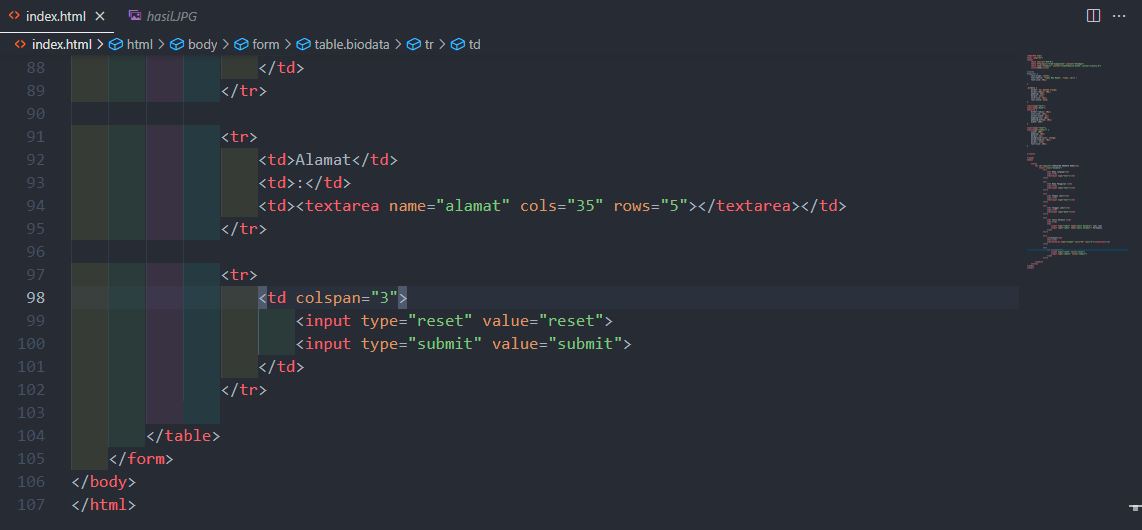 index.html
hasil.JPG
index.html > html > body > form > table.biodata > tr > td
88 </td>
89 </tr>
90
91 <tr>
92 <td>Alamat</td>
93 <td>:</td>
94 <td><textarea name="alamat" cols="35" rows="5"></textarea></td>
95 </tr>
96
97 <tr>
98 <td colspan="3">
99 <input type="reset" value="reset">
100 <input type="submit" value="submit">
101 </td>
102 </tr>
103
104 </table>
105 </form>
106 </body>
107 </html>